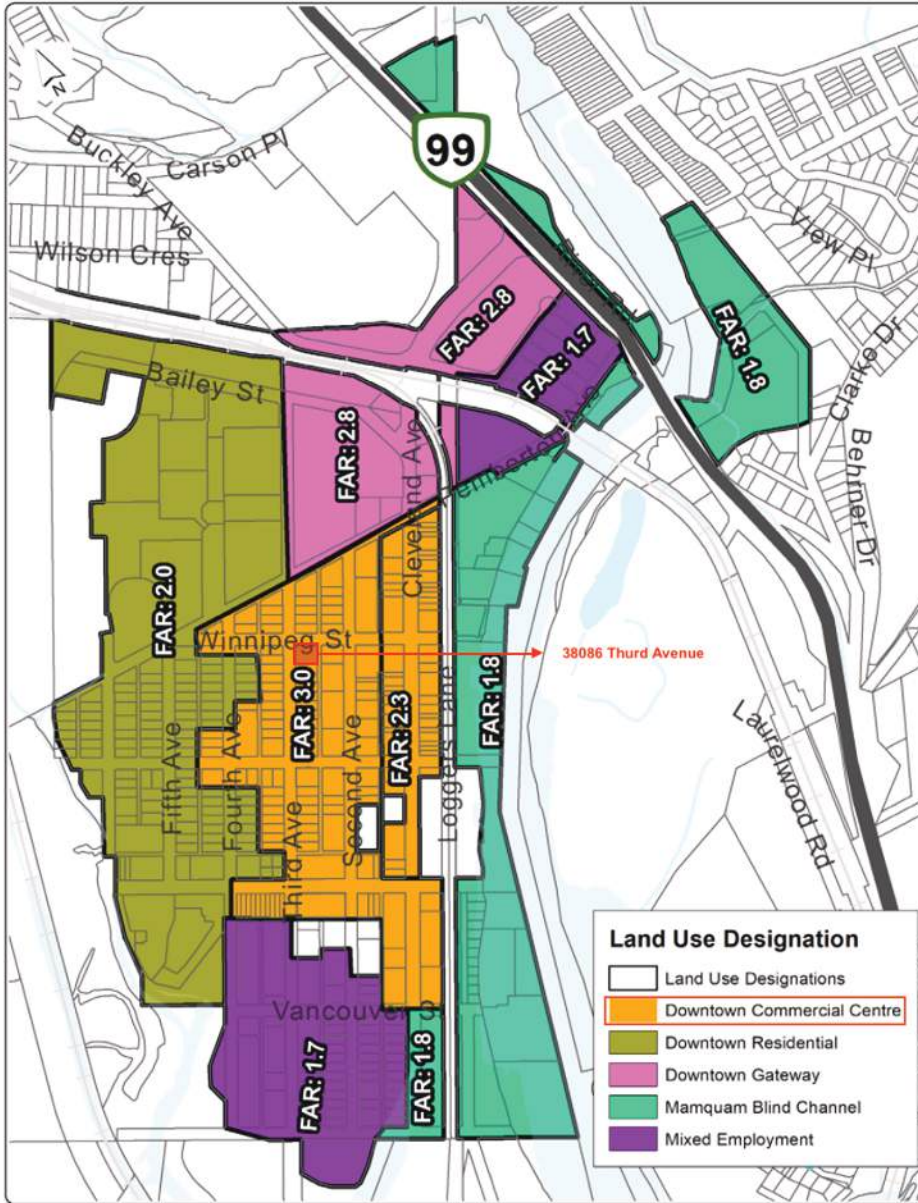 N
99
Buckley Ave
Carson Pl
Wilson Cres
View Pl
FAR: 2.8
FAR: 1.7
FAR: 1.8
Clarke Dr
Behrner Dr
Bailey St
FAR: 2.8
Cleveland Ave
FAR: 2.0
Winnipeg St
38086 Thurd Avenue
FAR: 3.0
FAR: 2.3
FAR: 1.8
Fifth Ave
Fourth Ave
Third Ave
Second Ave
Loggers Lane
Laurelwood Rd
Vancouver St
FAR: 1.7
FAR: 1.8
Land Use Designation
Land Use Designations
Downtown Commercial Centre
Downtown Residential
Downtown Gateway
Mamquam Blind Channel
Mixed Employment